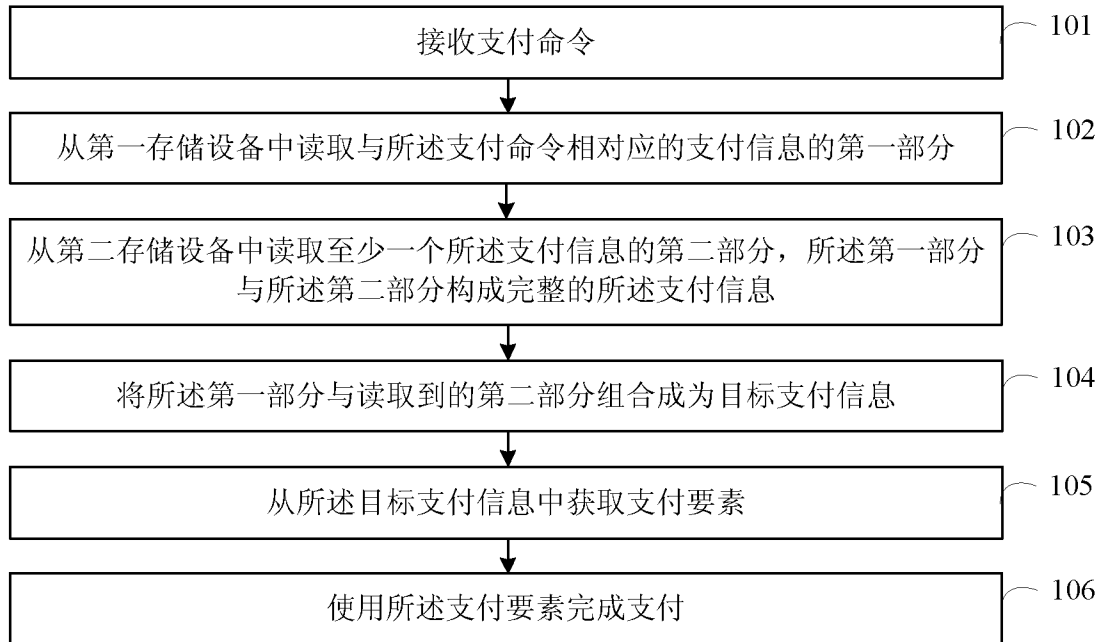 接收支付命令
101
从第一存储设备中读取与所述支付命令相对应的支付信息的第一部分
102
从第二存储设备中读取至少一个所述支付信息的第二部分，所述第一部分
与所述第二部分构成完整的所述支付信息
103
将所述第一部分与读取到的第二部分组合成为目标支付信息
104
从所述目标支付信息中获取支付要素
105
使用所述支付要素完成支付
106